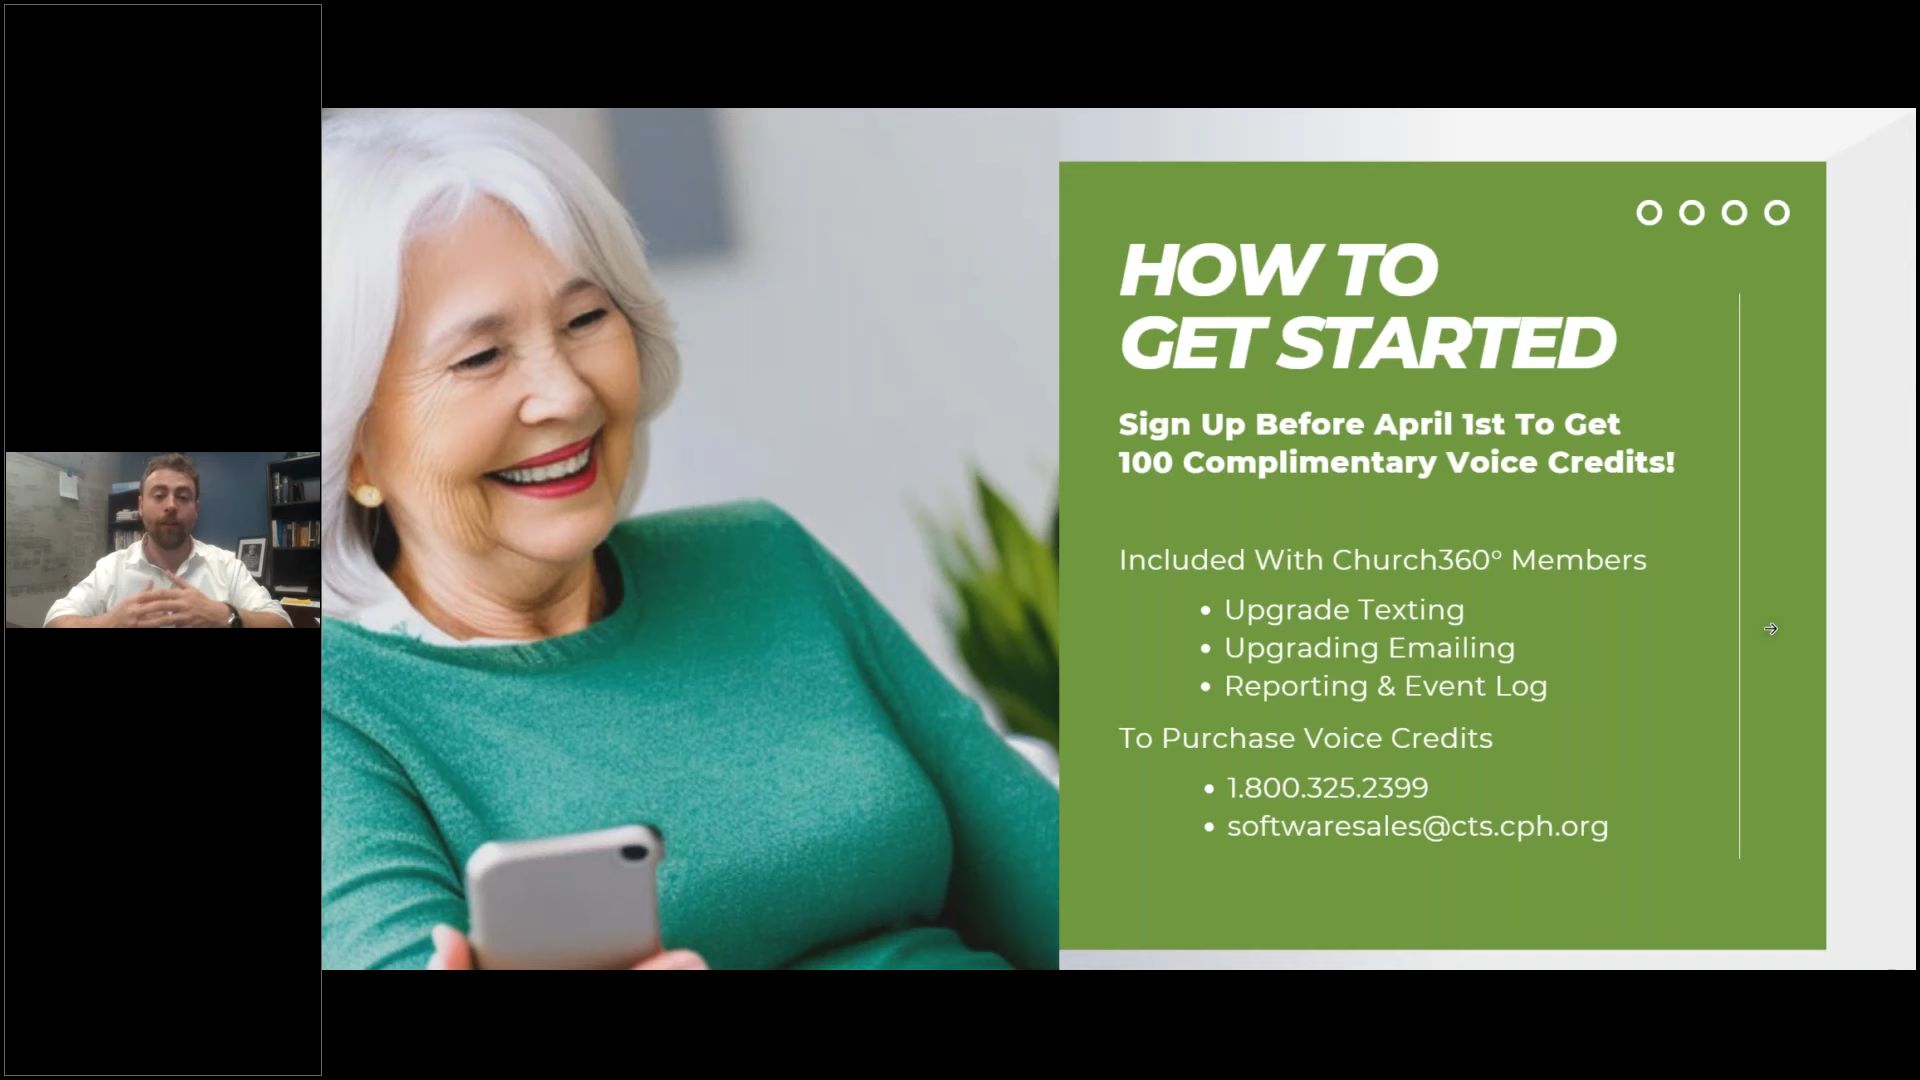 HOW TO
GET STARTED
Sign Up Before April 1st To Get
100 Complimentary Voice Credits!
Included With Church360° Members
• Upgrade Texting
• Upgrading Emailing
• Reporting & Event Log
To Purchase Voice Credits
• 1.800.325.2399
• softwaresales@cts.cph.org